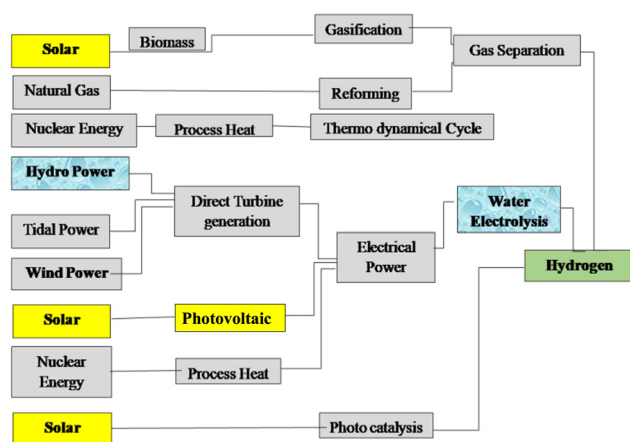 Solar
Biomass
Gasification
Gas Separation
Natural Gas
Reforming
Nuclear Energy
Process Heat
Thermo dynamical Cycle
Hydro Power
Direct Turbine
generation
Water
Electrolysis
Tidal Power
Electrical
Power
Wind Power
Hydrogen
Solar
Photovoltaic
Nuclear
Energy
Process Heat
Solar
Photo catalysis